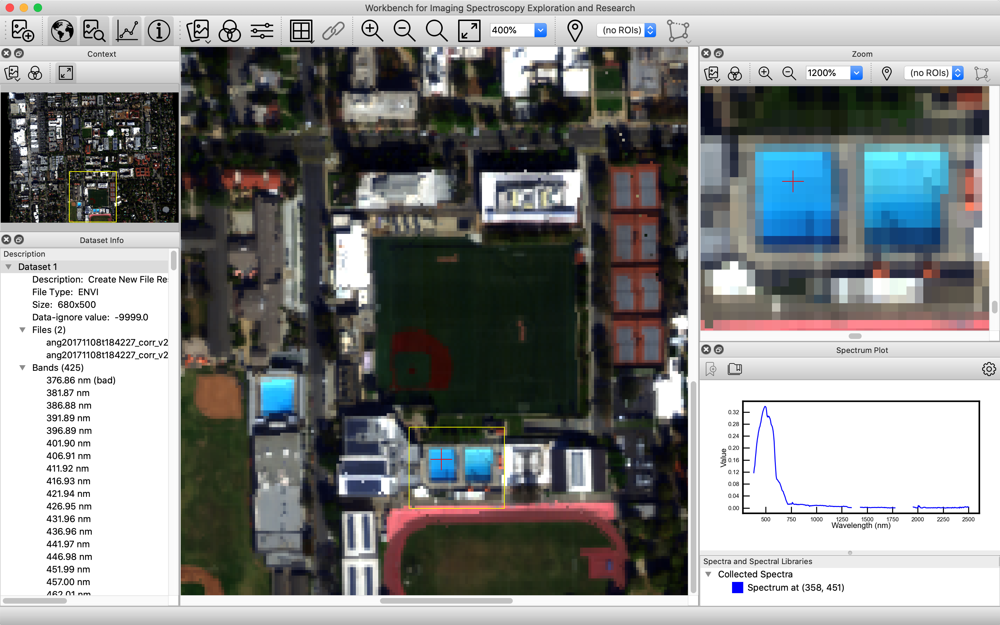 Workbench for Imaging Spectroscopy Exploration and Research
400%
(no ROIs)
Context
Dataset Info
Description
Dataset 1
Description: Create New File Re
File Type: ENVI
Size: 680x500
Data-ignore value: -9999.0
Files (2)
ang20171108t184227_corr_v2
ang20171108t184227_corr_v2
Bands (425)
376.86 nm (bad)
381.87 nm
386.88 nm
391.89 nm
396.89 nm
401.90 nm
406.91 nm
411.92 nm
416.93 nm
421.94 nm
426.95 nm
431.96 nm
436.96 nm
441.97 nm
446.98 nm
451.99 nm
457.00 nm
462.01 nm
Zoom
1200%
(no ROIs)
Spectrum Plot
Value
0.32
0.28
0.24
0.20
0.16
0.12
0.08
0.04
0.00
500 750 1000 1250 1500 1750 2000 2250 2500
Wavelength (nm)
Spectra and Spectral Libraries
Collected Spectra
Spectrum at (358, 451)